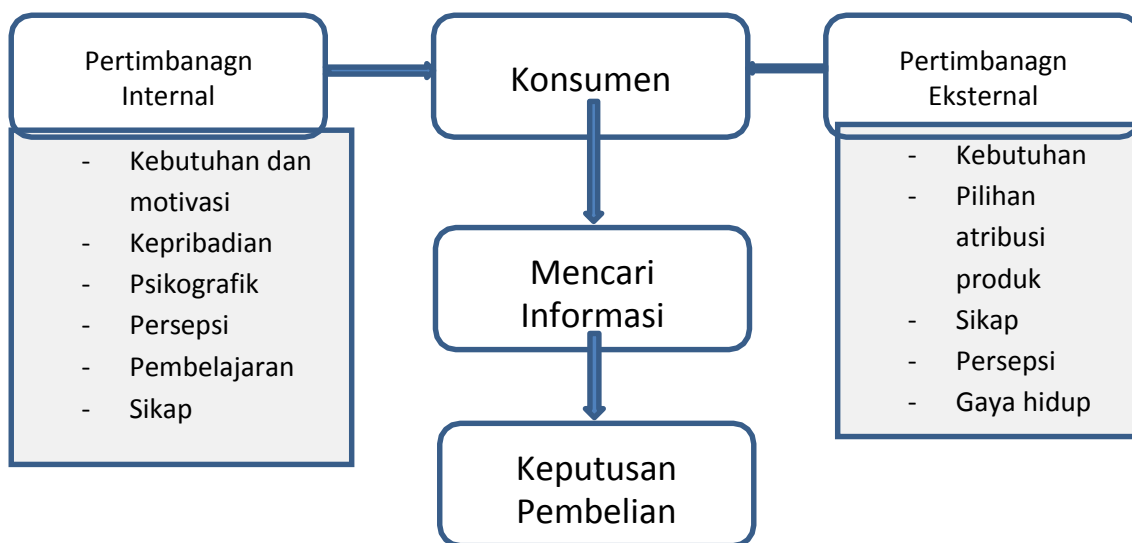 Pertimbanagn
Internal
- Kebutuhan dan
motivasi
- Kepribadian
- Psikografik
- Persepsi
- Pembelajaran
- Sikap
Konsumen
Mencari
Informasi
Keputusan
Pembelian
Pertimbanagn
Eksternal
- Kebutuhan
- Pilihan
atribusi
produk
- Sikap
- Persepsi
- Gaya hidup